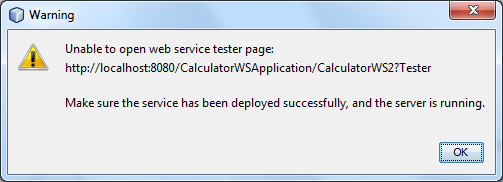 Warning
Unable to open web service tester page:
http://localhost:8080/CalculatorWSApplication/CalculatorWS2?Tester
Make sure the service has been deployed successfully, and the server is running.
OK